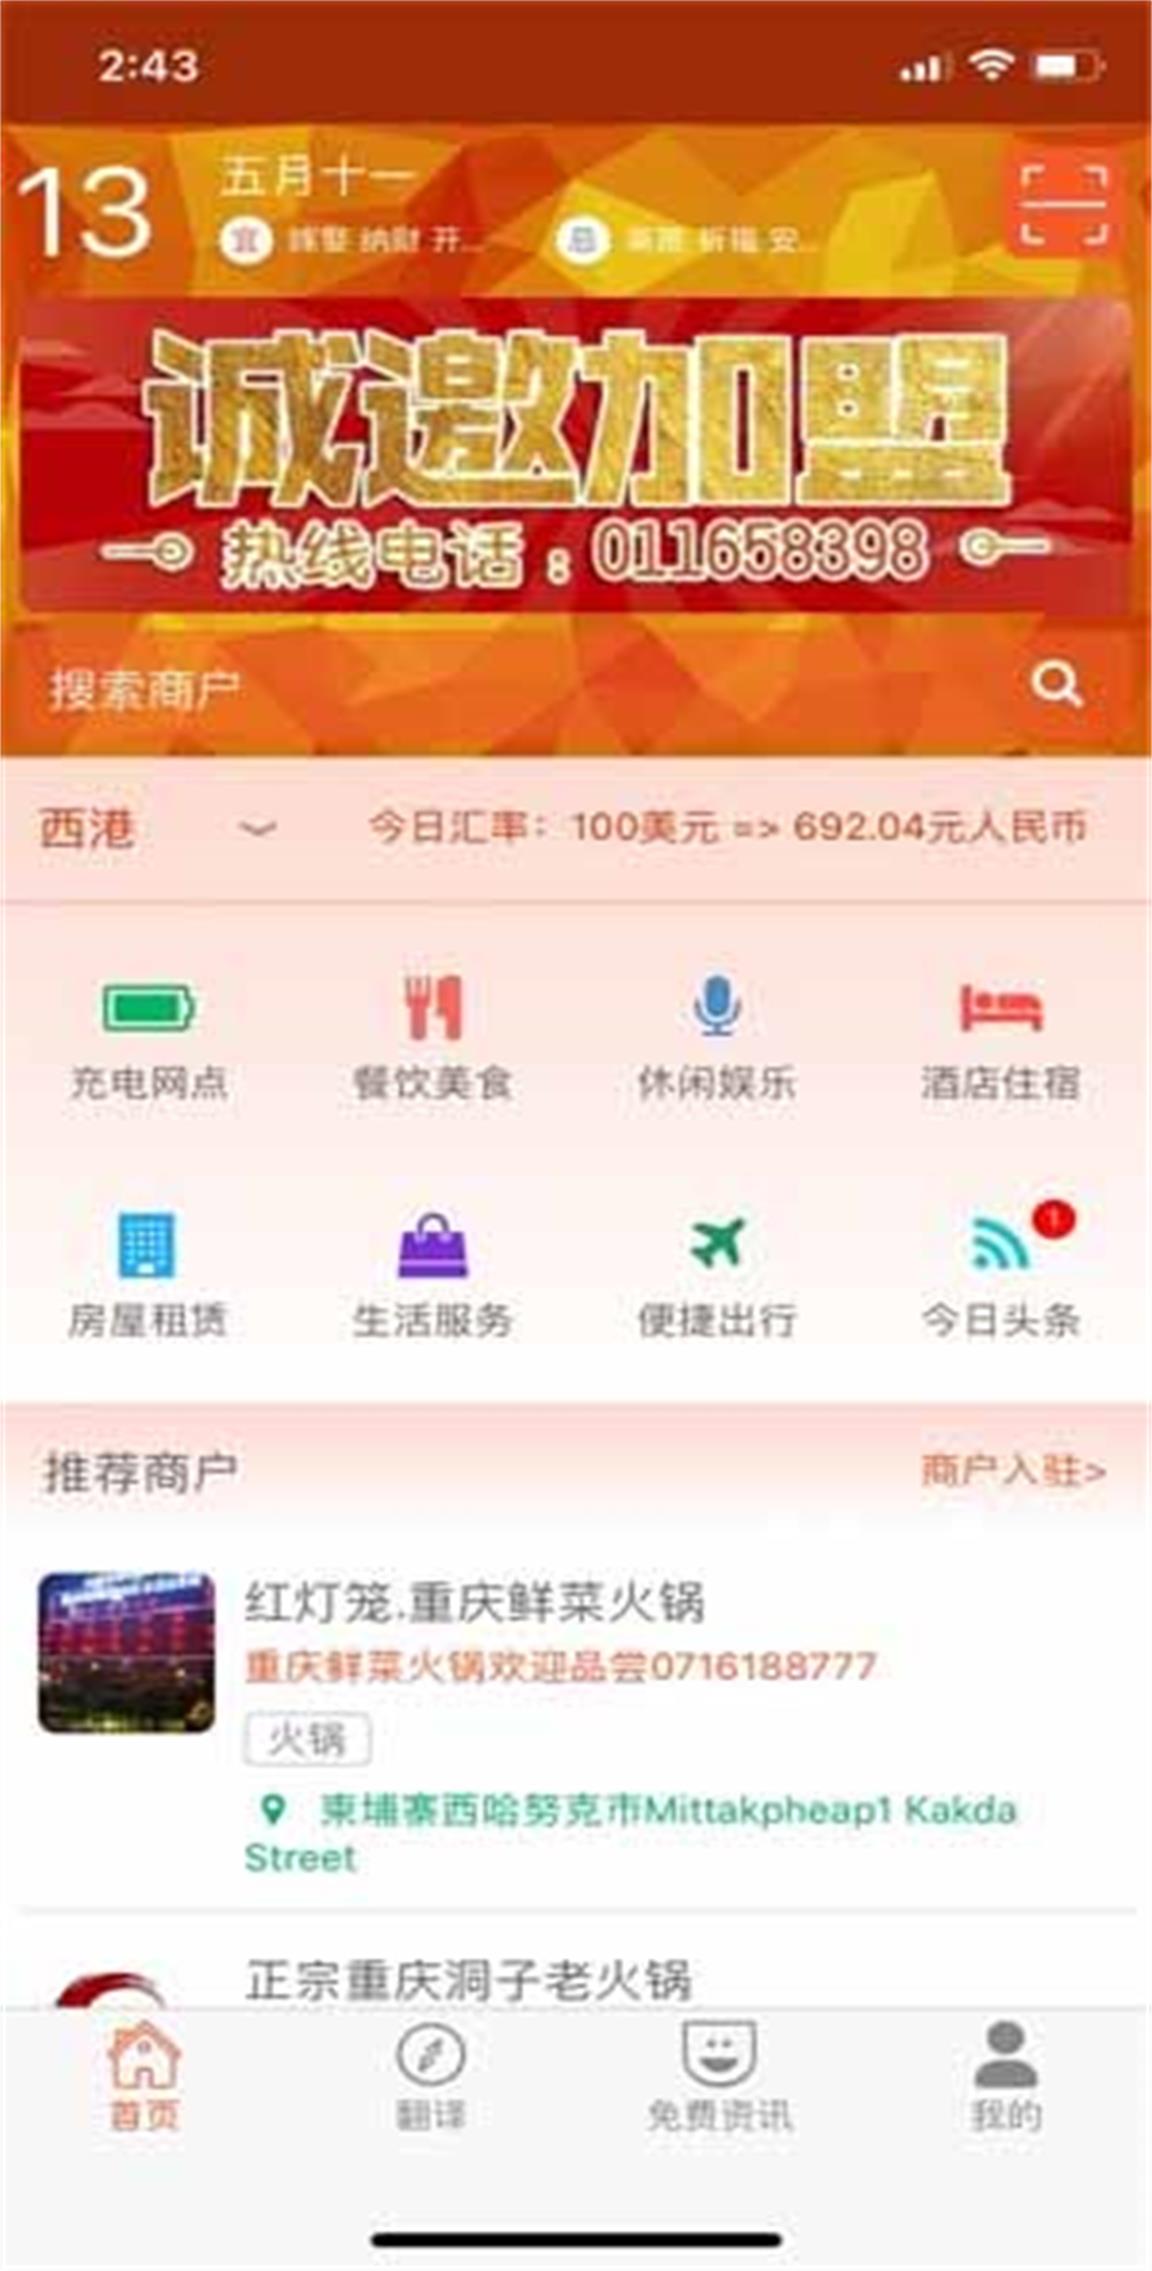 2:43
13
五月十一
宜 嫁娶 纳财 开...
忌 祈福 安...
诚邀加盟
热线电话：011658398
搜索商户
西港
今日汇率：100美元 => 692.04元人民币
充电网点
餐饮美食
休闲娱乐
酒店住宿
1
房屋租赁
生活服务
便捷出行
今日头条
推荐商户
商户入驻>
红灯笼.重庆鲜菜火锅
重庆鲜菜火锅欢迎品尝0716188777
火锅
柬埔寨西哈努克市Mittakpheap1 Kakda
Street
正宗重庆洞子老火锅
首页
翻译
免费资讯
我的